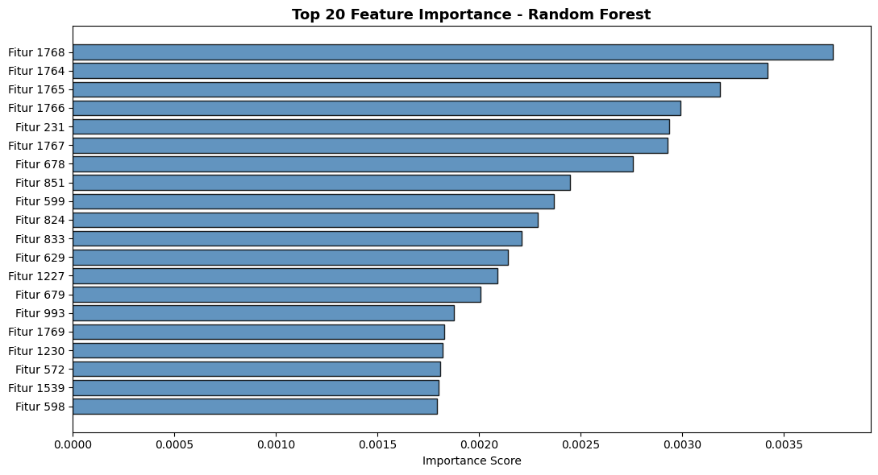 Top 20 Feature Importance - Random Forest
Fitur 1768
Fitur 1764
Fitur 1765
Fitur 1766
Fitur 231
Fitur 1767
Fitur 678
Fitur 851
Fitur 599
Fitur 824
Fitur 833
Fitur 629
Fitur 1227
Fitur 679
Fitur 993
Fitur 1769
Fitur 1230
Fitur 572
Fitur 1539
Fitur 598
0.0000 0.0005 0.0010 0.0015 0.0020 0.0025 0.0030 0.0035
Importance Score